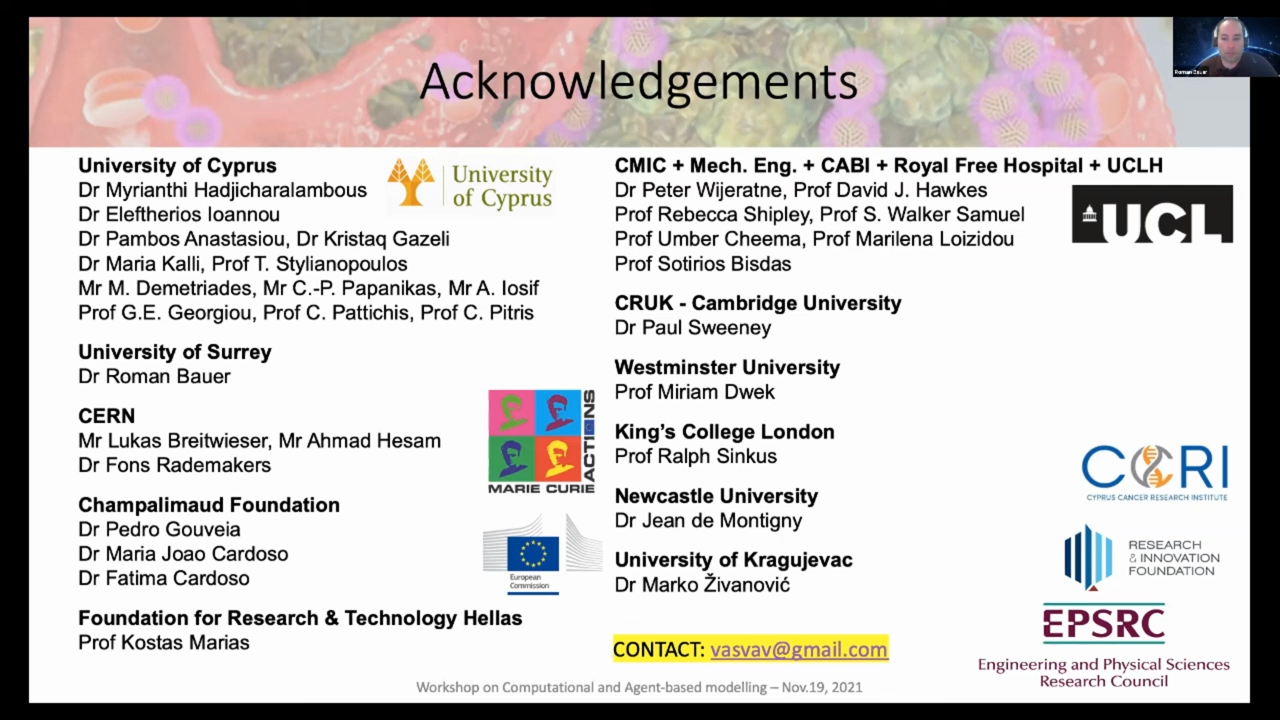 Acknowledgements
Roman Bauer
University of Cyprus
Dr Myrianthi Hadjicharalambous
Dr Eleftherios Ioannou
Dr Pambos Anastasiou, Dr Kristaq Gazeli
Dr Maria Kalli, Prof T. Stylianopoulos
Mr M. Demetriades, Mr C.-P. Papanikas, Mr A. Iosif
Prof G.E. Georgiou, Prof C. Pattichis, Prof C. Pitris
University
of Cyprus
University of Surrey
Dr Roman Bauer
CERN
Mr Lukas Breitwieser, Mr Ahmad Hesam
Dr Fons Rademakers
MARIE CURIE
ACTIONS
Champalimaud Foundation
Dr Pedro Gouveia
Dr Maria Joao Cardoso
Dr Fatima Cardoso
European
Commission
Foundation for Research & Technology Hellas
Prof Kostas Marias
CMIC + Mech. Eng. + CABI + Royal Free Hospital + UCLH
Dr Peter Wijeratne, Prof David J. Hawkes
Prof Rebecca Shipley, Prof S. Walker Samuel
Prof Umber Cheema, Prof Marilena Loizidou
Prof Sotirios Bisdas
UCL
CRUK - Cambridge University
Dr Paul Sweeney
Westminster University
Prof Miriam Dwek
King's College London
Prof Ralph Sinkus
Newcastle University
Dr Jean de Montigny
University of Kragujevac
Dr Marko Živanović
CCRI
CYPRUS CANCER RESEARCH INSTITUTE
RESEARCH
& INNOVATION
FOUNDATION
EPSRC
Engineering and Physical Sciences
Research Council
CONTACT: vasvav@gmail.com
Workshop on Computational and Agent-based modelling – Nov.19, 2021